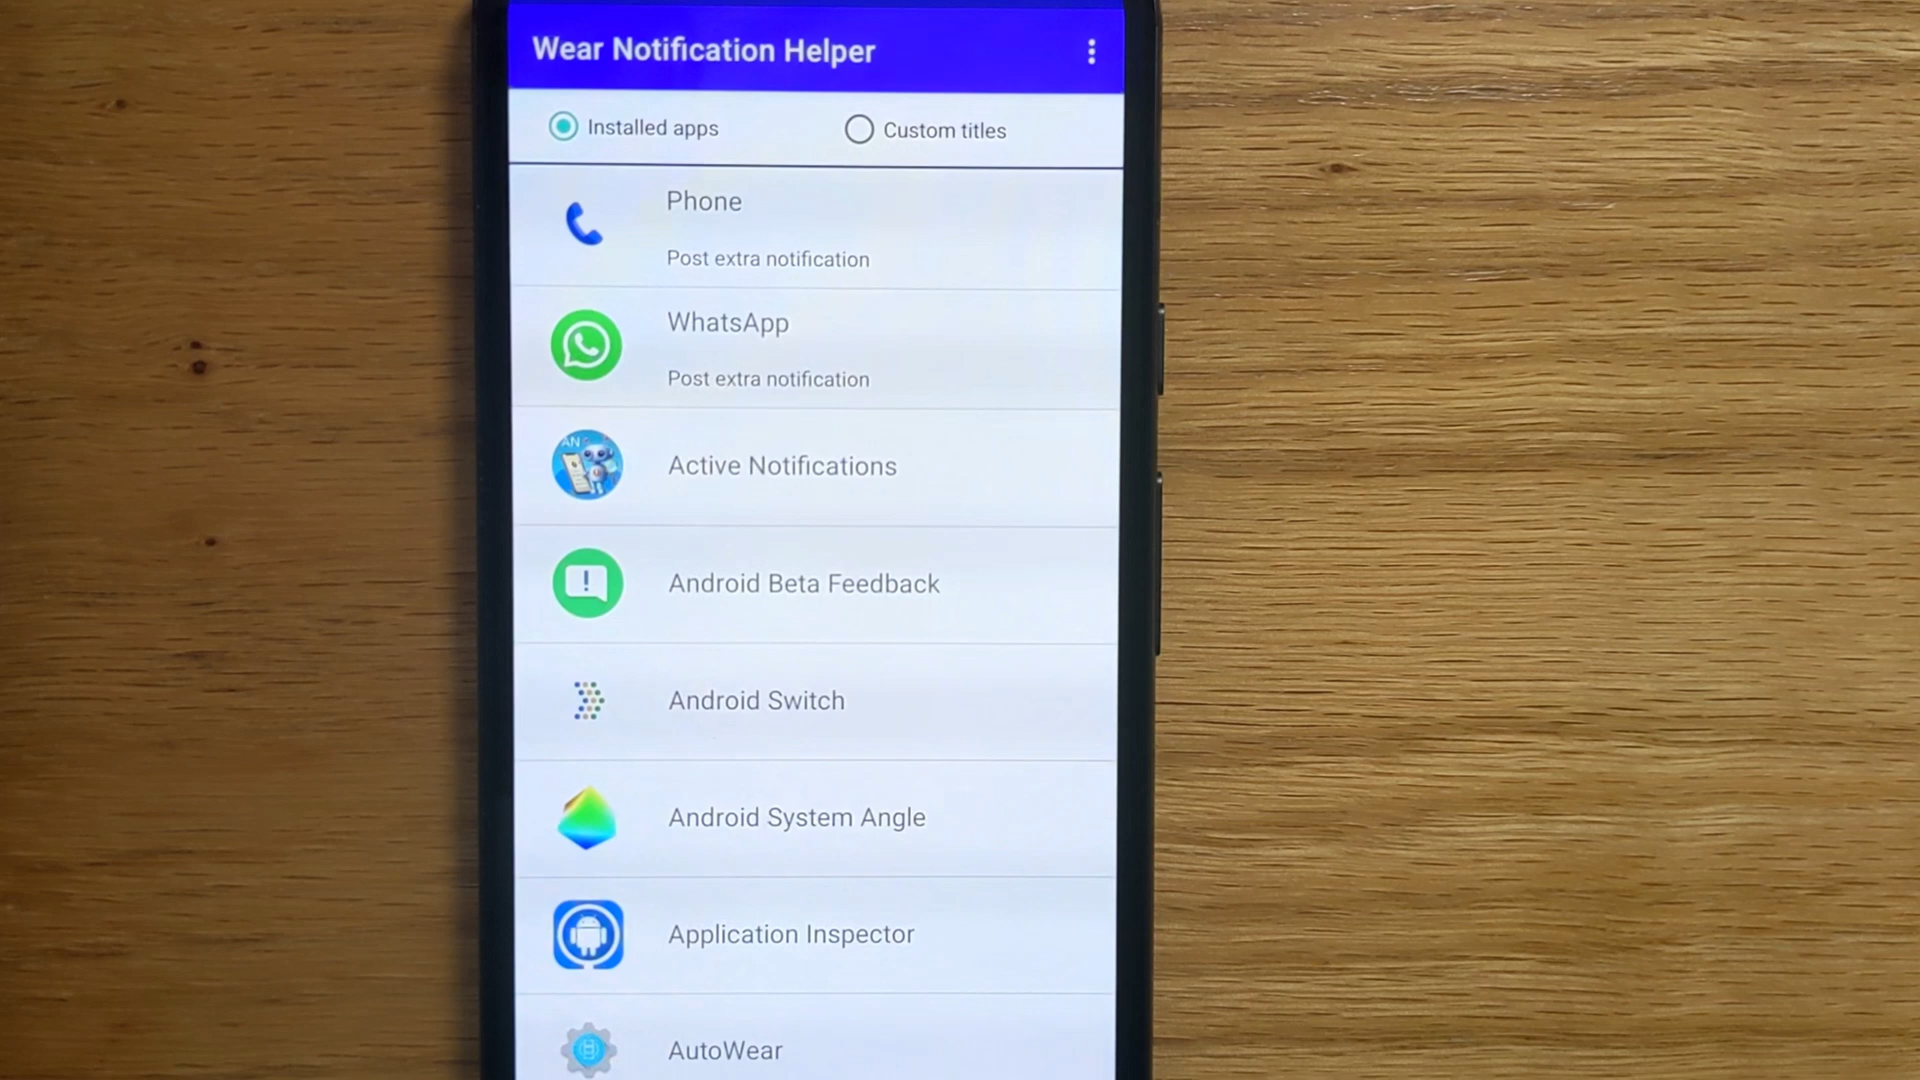 Wear Notification Helper
Installed apps Custom titles
Phone
Post extra notification
WhatsApp
Post extra notification
AN
Active Notifications
!
Android Beta Feedback
Android Switch
Android System Angle
Application Inspector
AutoWear